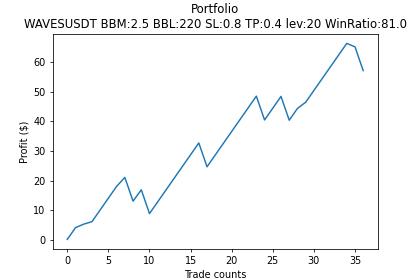 Portfolio
WAVESUSDT BBM:2.5 BBL:220 SL:0.8 TP:0.4 lev:20 WinRatio:81.0
Profit ($)
60
50
40
30
20
10
0
0 5 10 15 20 25 30 35
Trade counts